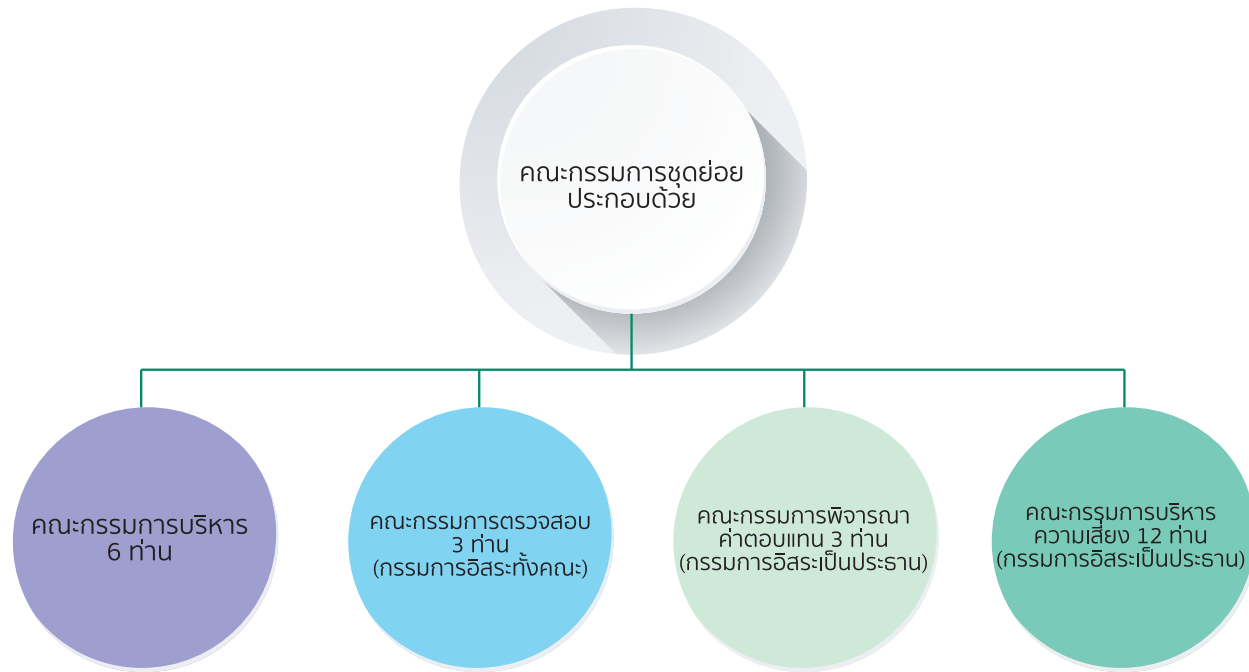 คณะกรรมการชุดย่อย
ประกอบด้วย
คณะกรรมการบริหาร
6 ท่าน
คณะกรรมการตรวจสอบ
3 ท่าน
(กรรมการอิสระทั้งคณะ)
คณะกรรมการพิจารณา
ค่าตอบแทน 3 ท่าน
(กรรมการอิสระเป็นประธาน)
คณะกรรมการบริหาร
ความเสี่ยง 12 ท่าน
(กรรมการอิสระเป็นประธาน)